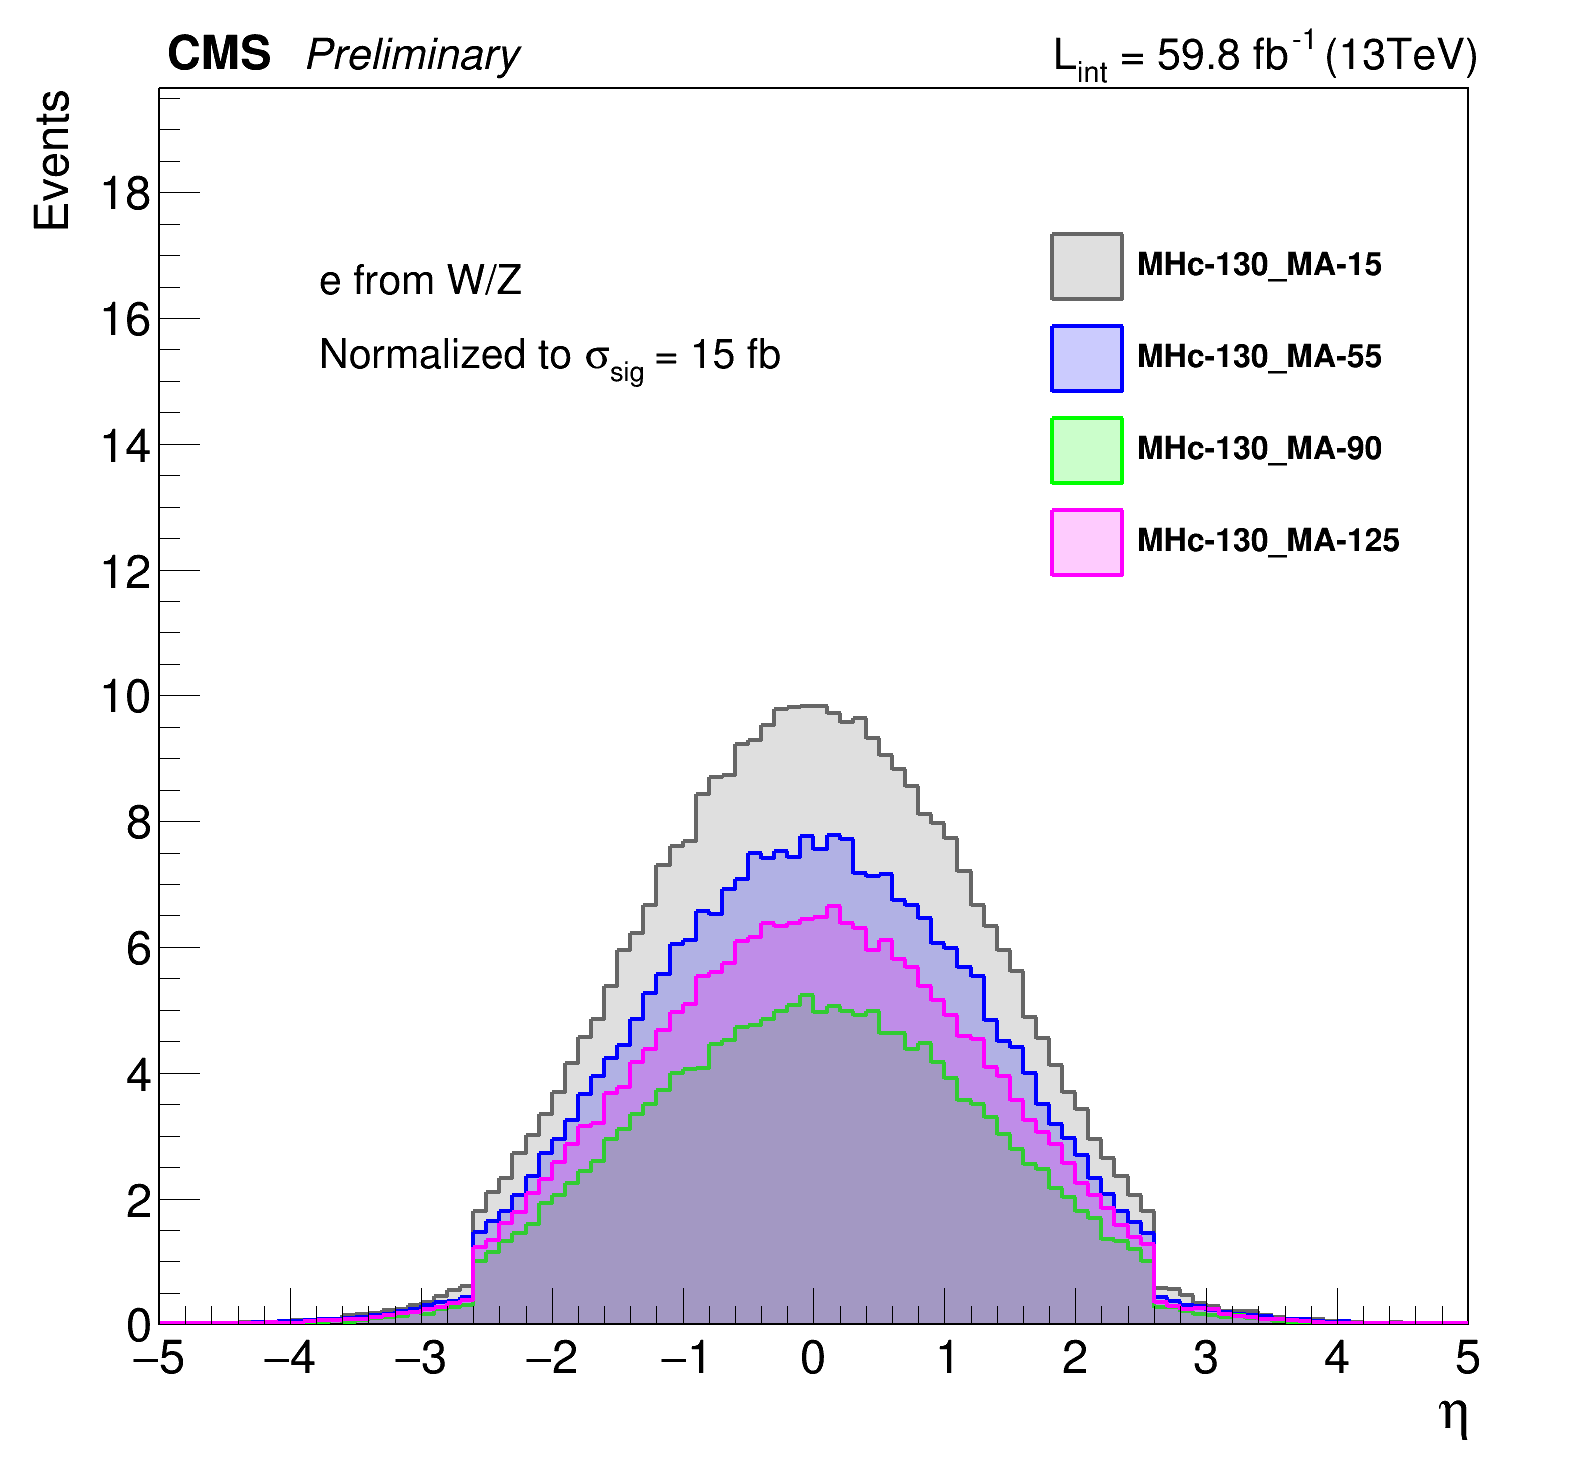 CMS Preliminary
L_int = 59.8 fb^-1 (13TeV)
Events
18
16
14
12
10
8
6
4
2
0
e from W/Z
Normalized to σ_sig = 15 fb
MHc-130_MA-15
MHc-130_MA-55
MHc-130_MA-90
MHc-130_MA-125
−5 −4 −3 −2 −1 0 1 2 3 4 5
η